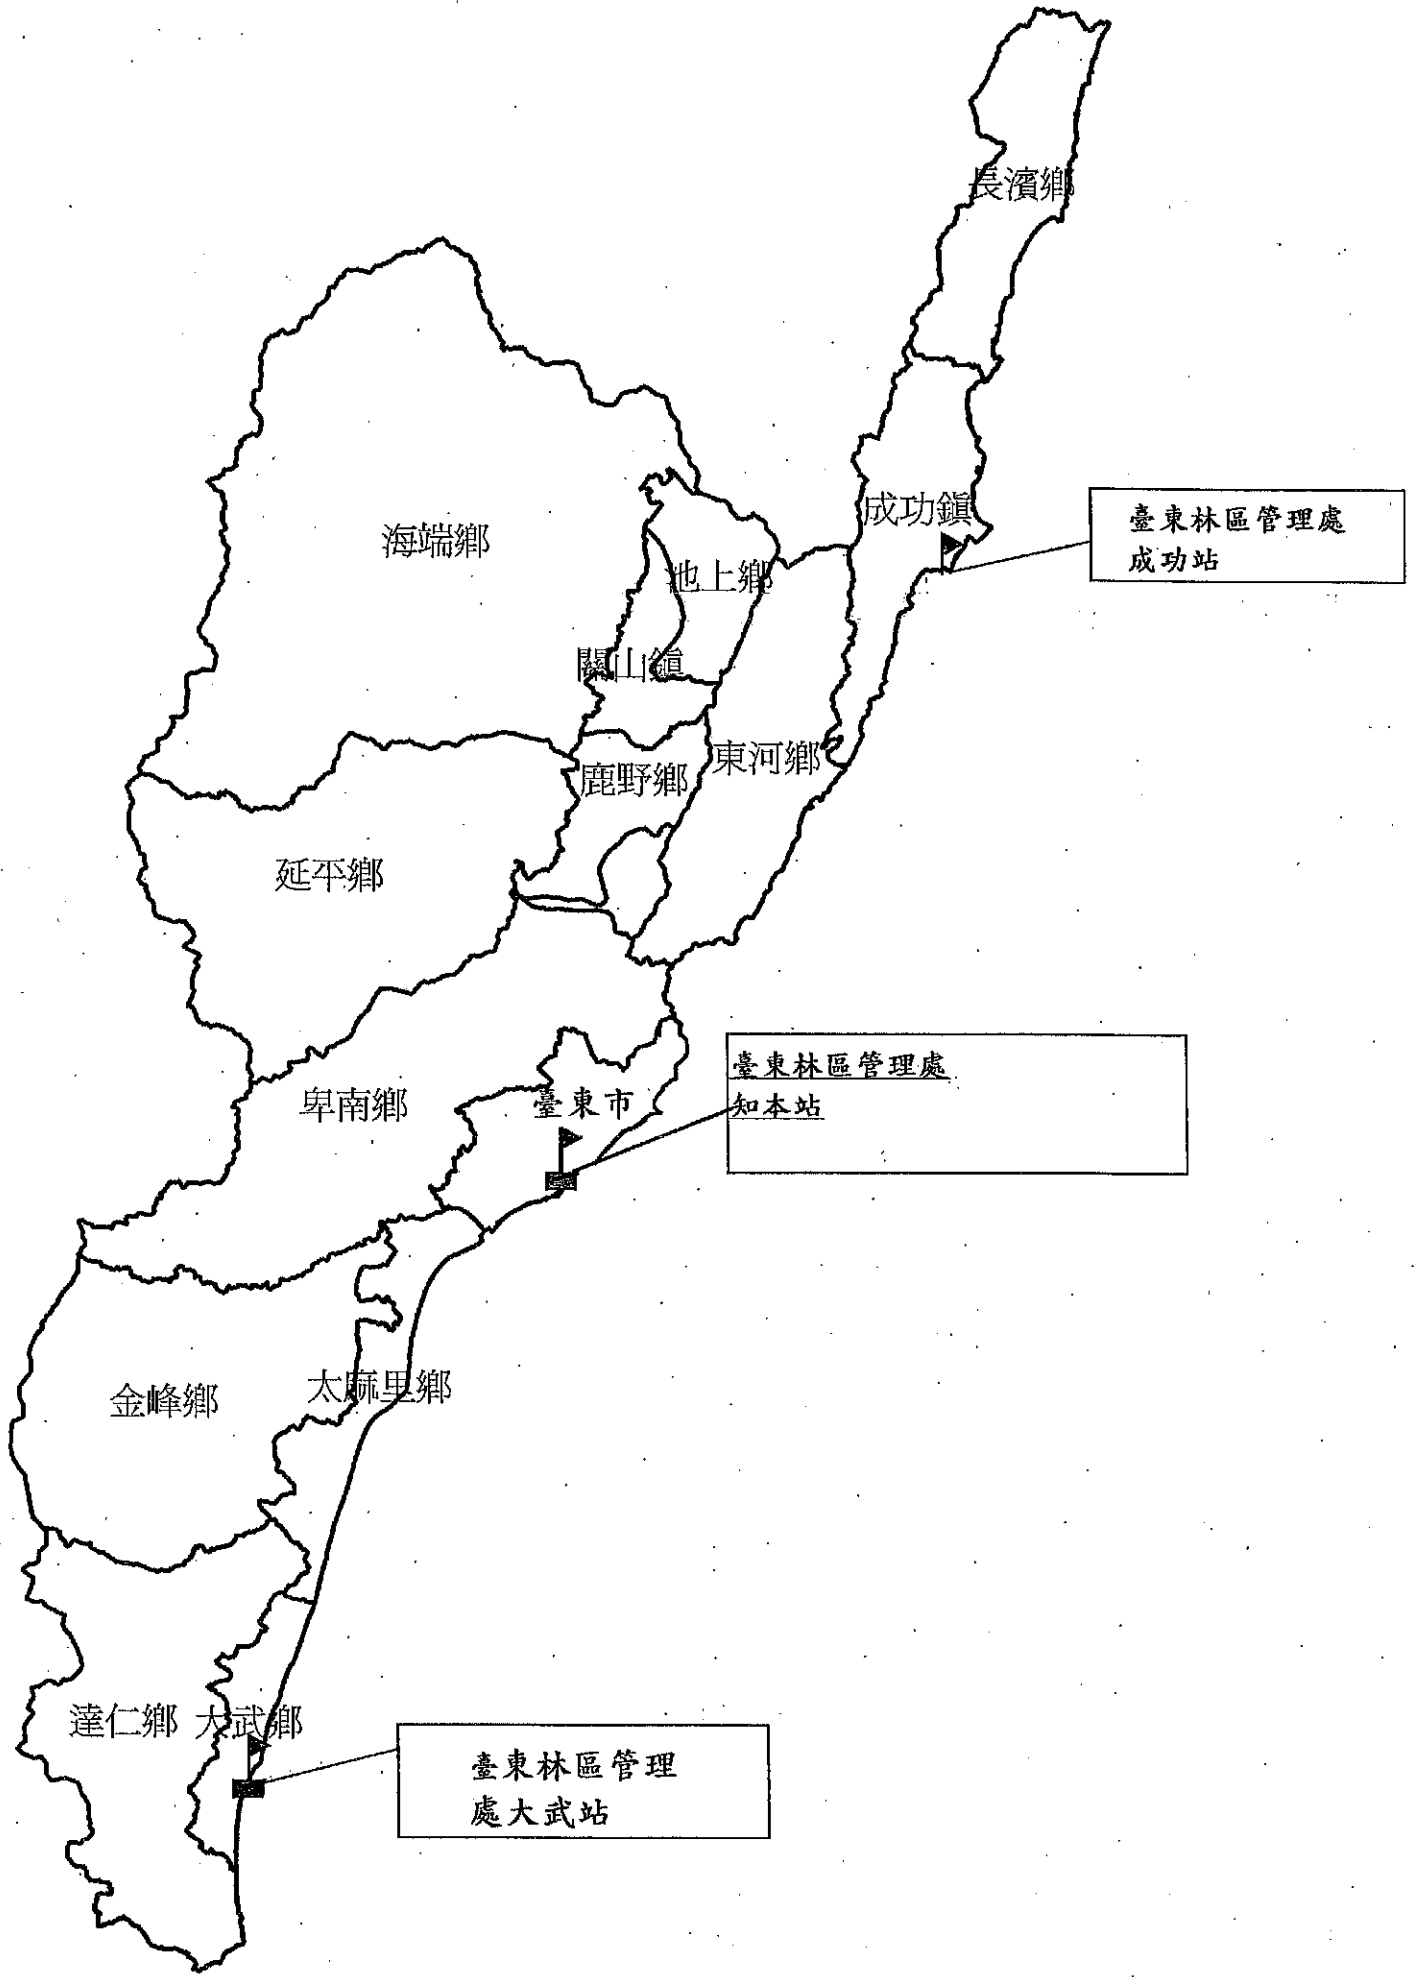 長濱鄉
成功鎮
臺東林區管理處
成功站
海端鄉
池上鄉
關山鎮
東河鄉
鹿野鄉
延平鄉
臺東林區管理處
知本站
卑南鄉
臺東市
太麻里鄉
金峰鄉
達仁鄉
大武鄉
臺東林區管理
處大武站